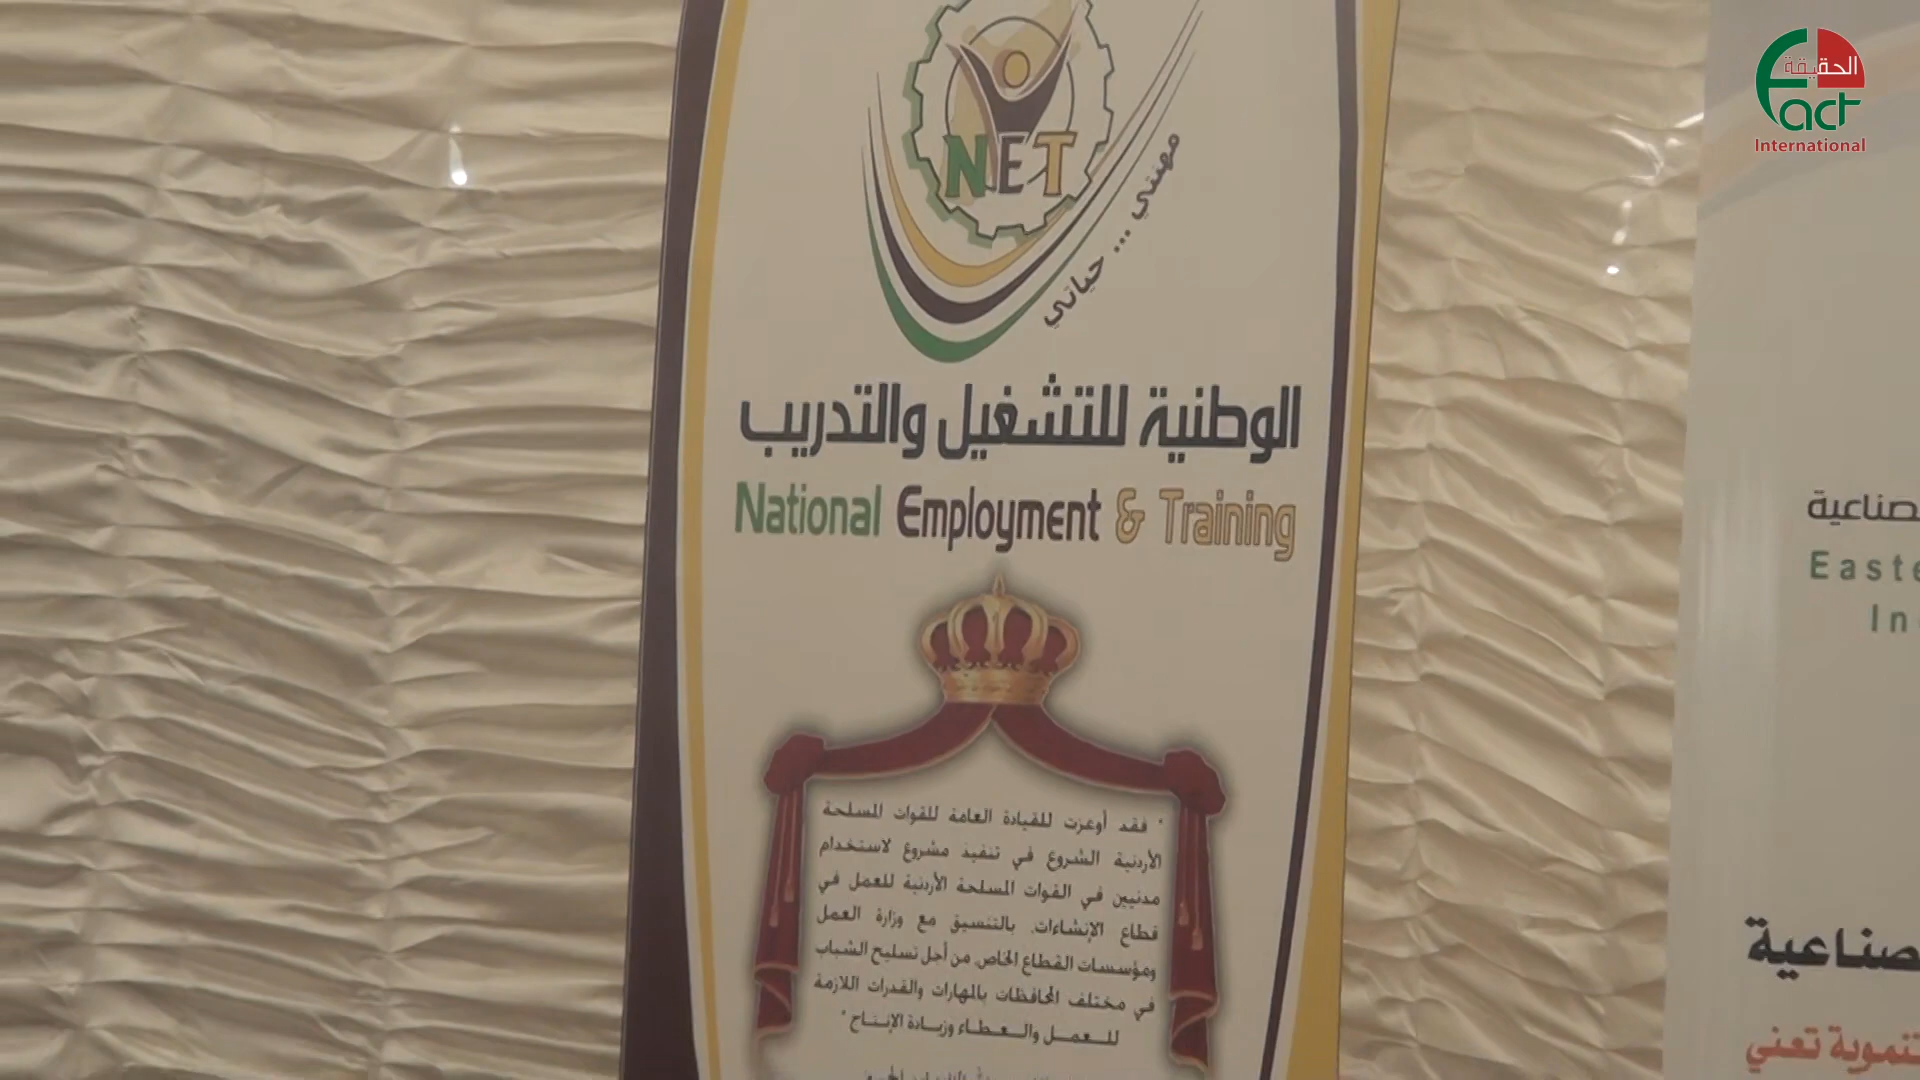 NET
مهنتي ... حياتي
الوطنية للتشغيل والتدريب
National Employment & Training
" فقد أوعزت للقيادة العامة للقوات المسلحة
الأردنية الشروع في تنفيذ مشروع لاستخدام
مدنيين في القوات المسلحة الأردنية للعمل في
قطاع الإنشاءات، بالتنسيق مع وزارة العمل
ومؤسسات القطاع الخاص، من أجل تسليح الشباب
في مختلف المحافظات بالمهارات والقدرات اللازمة
للعمل والعطاء وزيادة الإنتاج "
الحقيقة
Fact
International
صناعية
Easte
In
صناعية
تنموية تعني